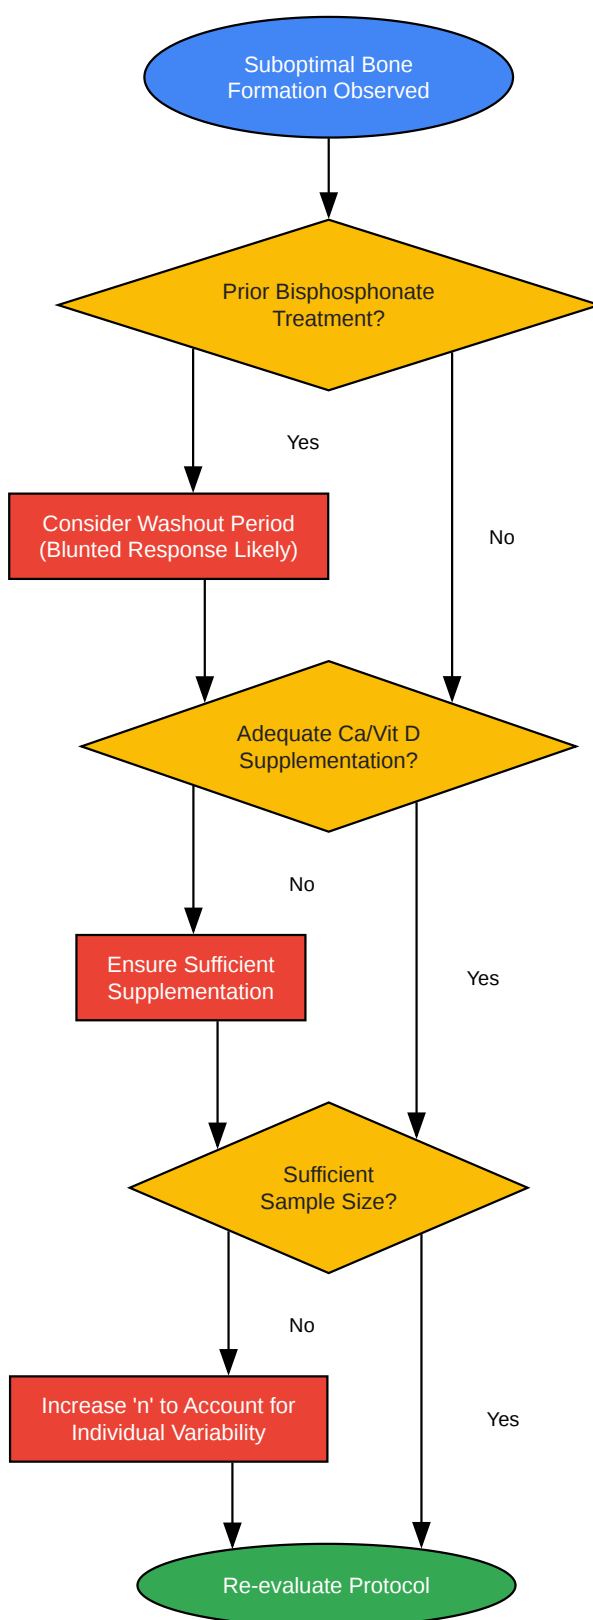 Suboptimal Bone
Formation Observed
Prior Bisphosphonate
Treatment?
Yes
Consider Washout Period
(Blunted Response Likely)
No
Adequate Ca/Vit D
Supplementation?
No
Ensure Sufficient
Supplementation
Yes
Sufficient
Sample Size?
No
Increase 'n' to Account for
Individual Variability
Yes
Re-evaluate Protocol